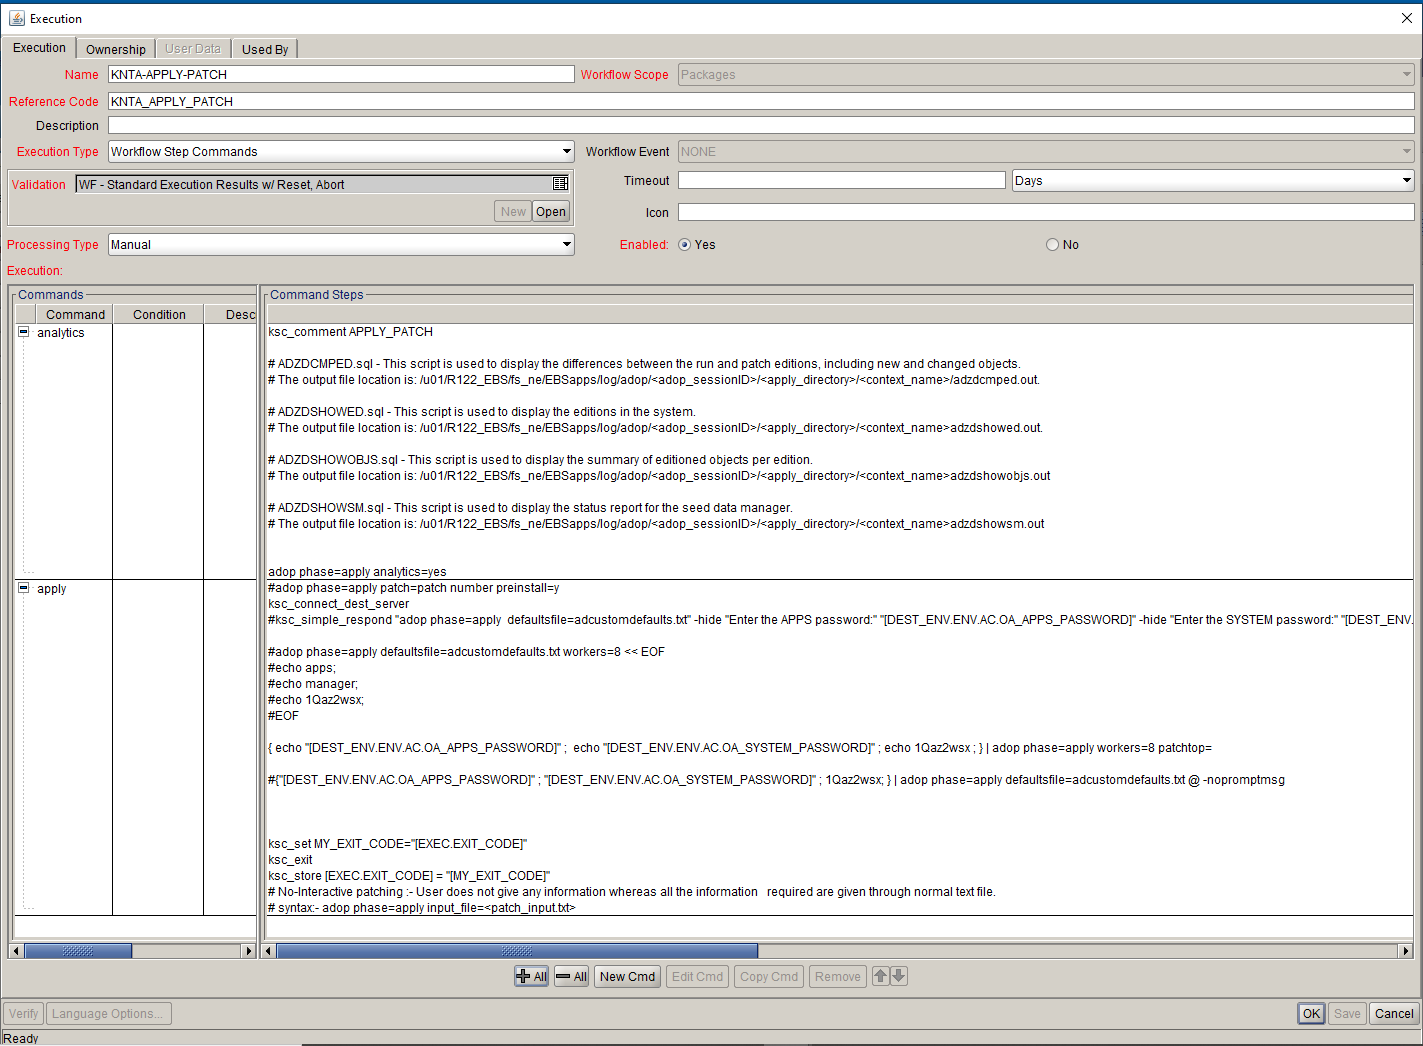 Execution
Execution Ownership User Data Used By
Name KNTA-APPLY-PATCH Workflow Scope Packages
Reference Code KNTA_APPLY_PATCH
Description
Execution Type Workflow Step Commands Workflow Event NONE
Validation WF - Standard Execution Results w/ Reset, Abort Timeout Days
New Open Icon
Processing Type Manual Enabled: Yes No
Execution:
Commands Command Steps
Command Condition Desc
analytics ksc_comment APPLY_PATCH
# ADZDCMPED.sql - This script is used to display the differences between the run and patch editions, including new and changed objects.
# The output file location is: /u01/R122_EBS/fs_ne/EBSapps/log/adop/<adop_sessionID>/<apply_directory>/<context_name>/adzdcmped.out.
# ADZDSHOWED.sql - This script is used to display the editions in the system.
# The output file location is: /u01/R122_EBS/fs_ne/EBSapps/log/adop/<adop_sessionID>/<apply_directory>/<context_name>adzdshowed.out.
# ADZDSHOWOBJS.sql - This script is used to display the summary of editioned objects per edition.
# The output file location is: /u01/R122_EBS/fs_ne/EBSapps/log/adop/<adop_sessionID>/<apply_directory>/<context_name>adzdshowobjs.out
# ADZDSHOWSM.sql - This script is used to display the status report for the seed data manager.
# The output file location is: /u01/R122_EBS/fs_ne/EBSapps/log/adop/<adop_sessionID>/<apply_directory>/<context_name>adzdshowsm.out
adop phase=apply analytics=yes
apply #adop phase=apply patch=patch number preinstall=y
ksc_connect_dest_server
#ksc_simple_respond "adop phase=apply  defaultsfile=adcustomdefaults.txt" -hide "Enter the APPS password:" "[DEST_ENV.ENV.AC.OA_APPS_PASSWORD]" -hide "Enter the SYSTEM password:" "[DEST_ENV.
#adop phase=apply defaultsfile=adcustomdefaults.txt workers=8 << EOF
#echo apps;
#echo manager;
#echo 1Qaz2wsx;
#EOF
{ echo "[DEST_ENV.ENV.AC.OA_APPS_PASSWORD]" ;  echo "[DEST_ENV.ENV.AC.OA_SYSTEM_PASSWORD]" ; echo 1Qaz2wsx ; } | adop phase=apply workers=8 patchtop=
#{"[DEST_ENV.ENV.AC.OA_APPS_PASSWORD]" ; "[DEST_ENV.ENV.AC.OA_SYSTEM_PASSWORD]" ; 1Qaz2wsx; } | adop phase=apply defaultsfile=adcustomdefaults.txt @ -nopromptmsg
ksc_set MY_EXIT_CODE="[EXEC.EXIT_CODE]"
ksc_exit
ksc_store [EXEC.EXIT_CODE] = "[MY_EXIT_CODE]"
# No-Interactive patching :- User does not give any information whereas all the information   required are given through normal text file.
# syntax:- adop phase=apply input_file=<patch_input.txt>
All All New Cmd Edit Cmd Copy Cmd Remove
Verify Language Options... OK Save Cancel
Ready